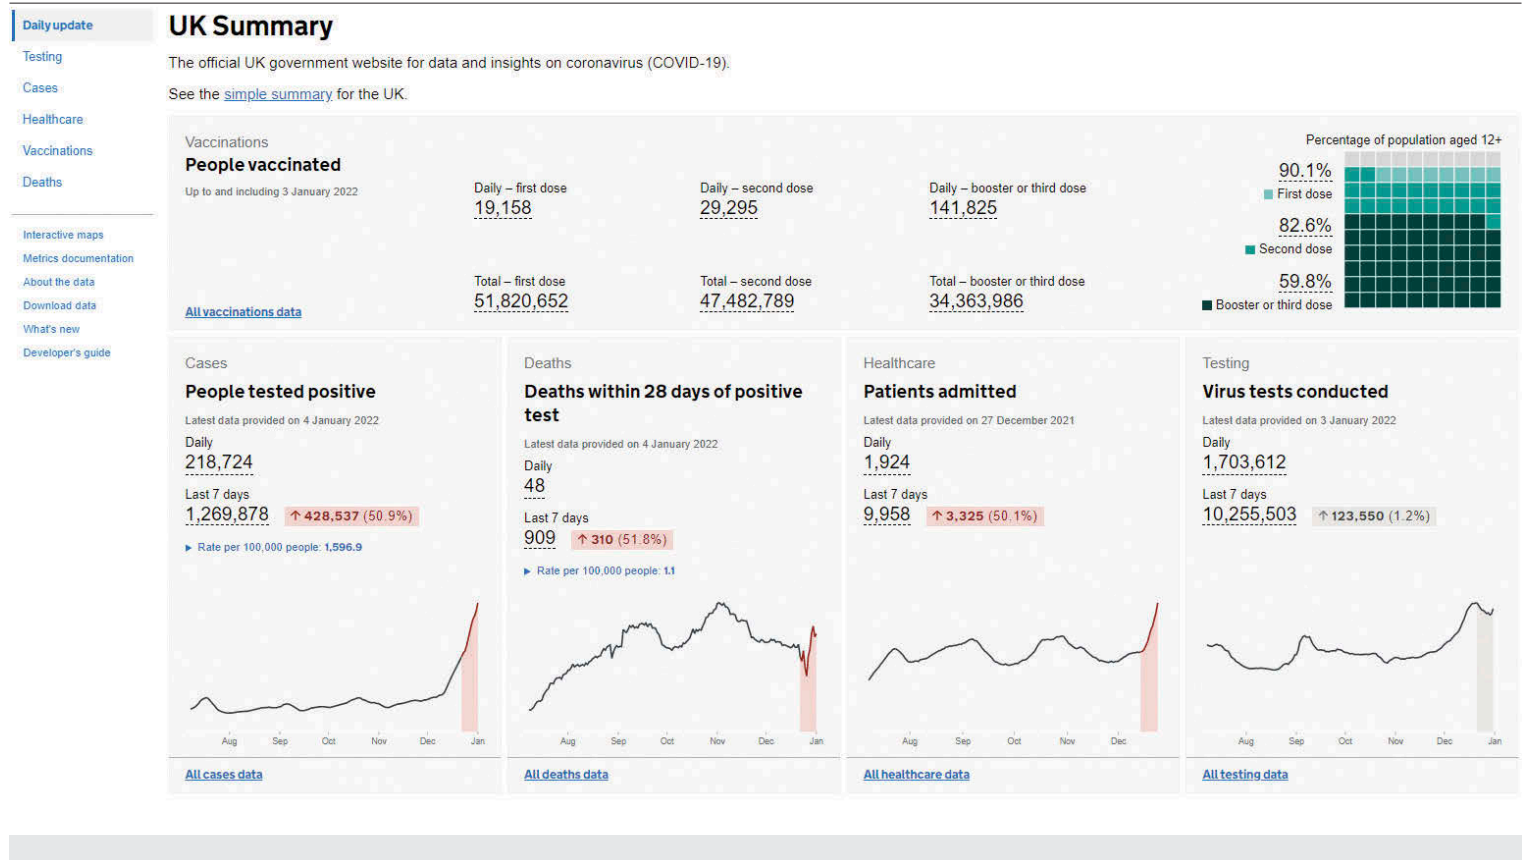 Daily update
Testing
Cases
Healthcare
Vaccinations
Deaths
Interactive maps
Metrics documentation
About the data
Download data
What's new
Developer's guide
UK Summary
The official UK government website for data and insights on coronavirus (COVID-19).
See the simple summary for the UK.
Vaccinations
People vaccinated
Up to and including 3 January 2022
All vaccinations data
Daily – first dose
19,158
Total – first dose
51,820,652
Daily – second dose
29,295
Total – second dose
47,482,789
Daily – booster or third dose
141,825
Total – booster or third dose
34,363,986
Percentage of population aged 12+
90.1%
First dose
82.6%
Second dose
59.8%
Booster or third dose
Cases
People tested positive
Latest data provided on 4 January 2022
Daily
218,724
Last 7 days
1,269,878 ↑ 428,537 (50.9%)
▶ Rate per 100,000 people: 1,596.9
Aug Sep Oct Nov Dec Jan
All cases data
Deaths
Deaths within 28 days of positive
test
Latest data provided on 4 January 2022
Daily
48
Last 7 days
909 ↑ 310 (51.8%)
▶ Rate per 100,000 people: 1.1
Aug Sep Oct Nov Dec Jan
All deaths data
Healthcare
Patients admitted
Latest data provided on 27 December 2021
Daily
1,924
Last 7 days
9,958 ↑ 3,325 (50.1%)
Aug Sep Oct Nov Dec
All healthcare data
Testing
Virus tests conducted
Latest data provided on 3 January 2022
Daily
1,703,612
Last 7 days
10,255,503 ↑ 123,550 (1.2%)
Aug Sep Oct Nov Dec Jan
All testing data